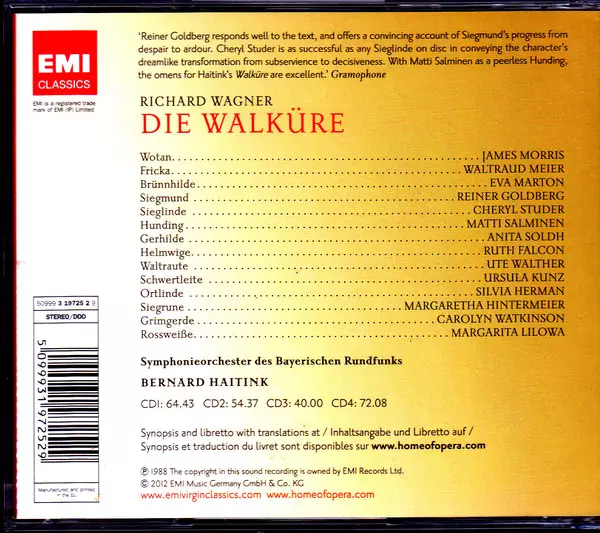 'Reiner Goldberg responds well to the text, and offers a convincing account of Siegmund's progress from
despair to ardour. Cheryl Studer is as successful as any Sieglinde on disc in conveying the character's
dreamlike transformation from subservience to decisiveness. With Matti Salminen as a peerless Hunding,
the omens for Haitink's Walküre are excellent.' Gramophone
EMI
CLASSICS
EMI is a registered trade
mark of EMI (IP) Limited
RICHARD WAGNER
DIE WALKÜRE
Wotan JAMES MORRIS
Fricka WALTRAUD MEIER
Brünnhilde EVA MARTON
Siegmund REINER GOLDBERG
Sieglinde CHERYL STUDER
Hunding MATTI SALMINEN
Gerhilde ANITA SOLDH
Helmwige RUTH FALCON
Waltraute UTE WALTHER
Schwertleite URSULA KUNZ
Ortlinde SILVIA HERMAN
Siegrune MARGARETHA HINTERMEIER
Grimgerde CAROLYN WATKINSON
Rossweiße MARGARITA LILOWA
50999 3 19725 2 9
STEREO/DDD
5 099931 972529
Manufactured and printed
in the EU
Symphonieorchester des Bayerischen Rundfunks
BERNARD HAITINK
CD1: 64.43 CD2: 54.37 CD3: 40.00 CD4: 72.08
Synopsis and libretto with translations at / Inhaltsangabe und Libretto auf /
Synopsis et traduction du livret sont disponibles sur www.homeofopera.com
℗ 1988 The copyright in this sound recording is owned by EMI Records Ltd.
© 2012 EMI Music Germany GmbH & Co. KG
www.emivirginclassics.com www.homeofopera.com